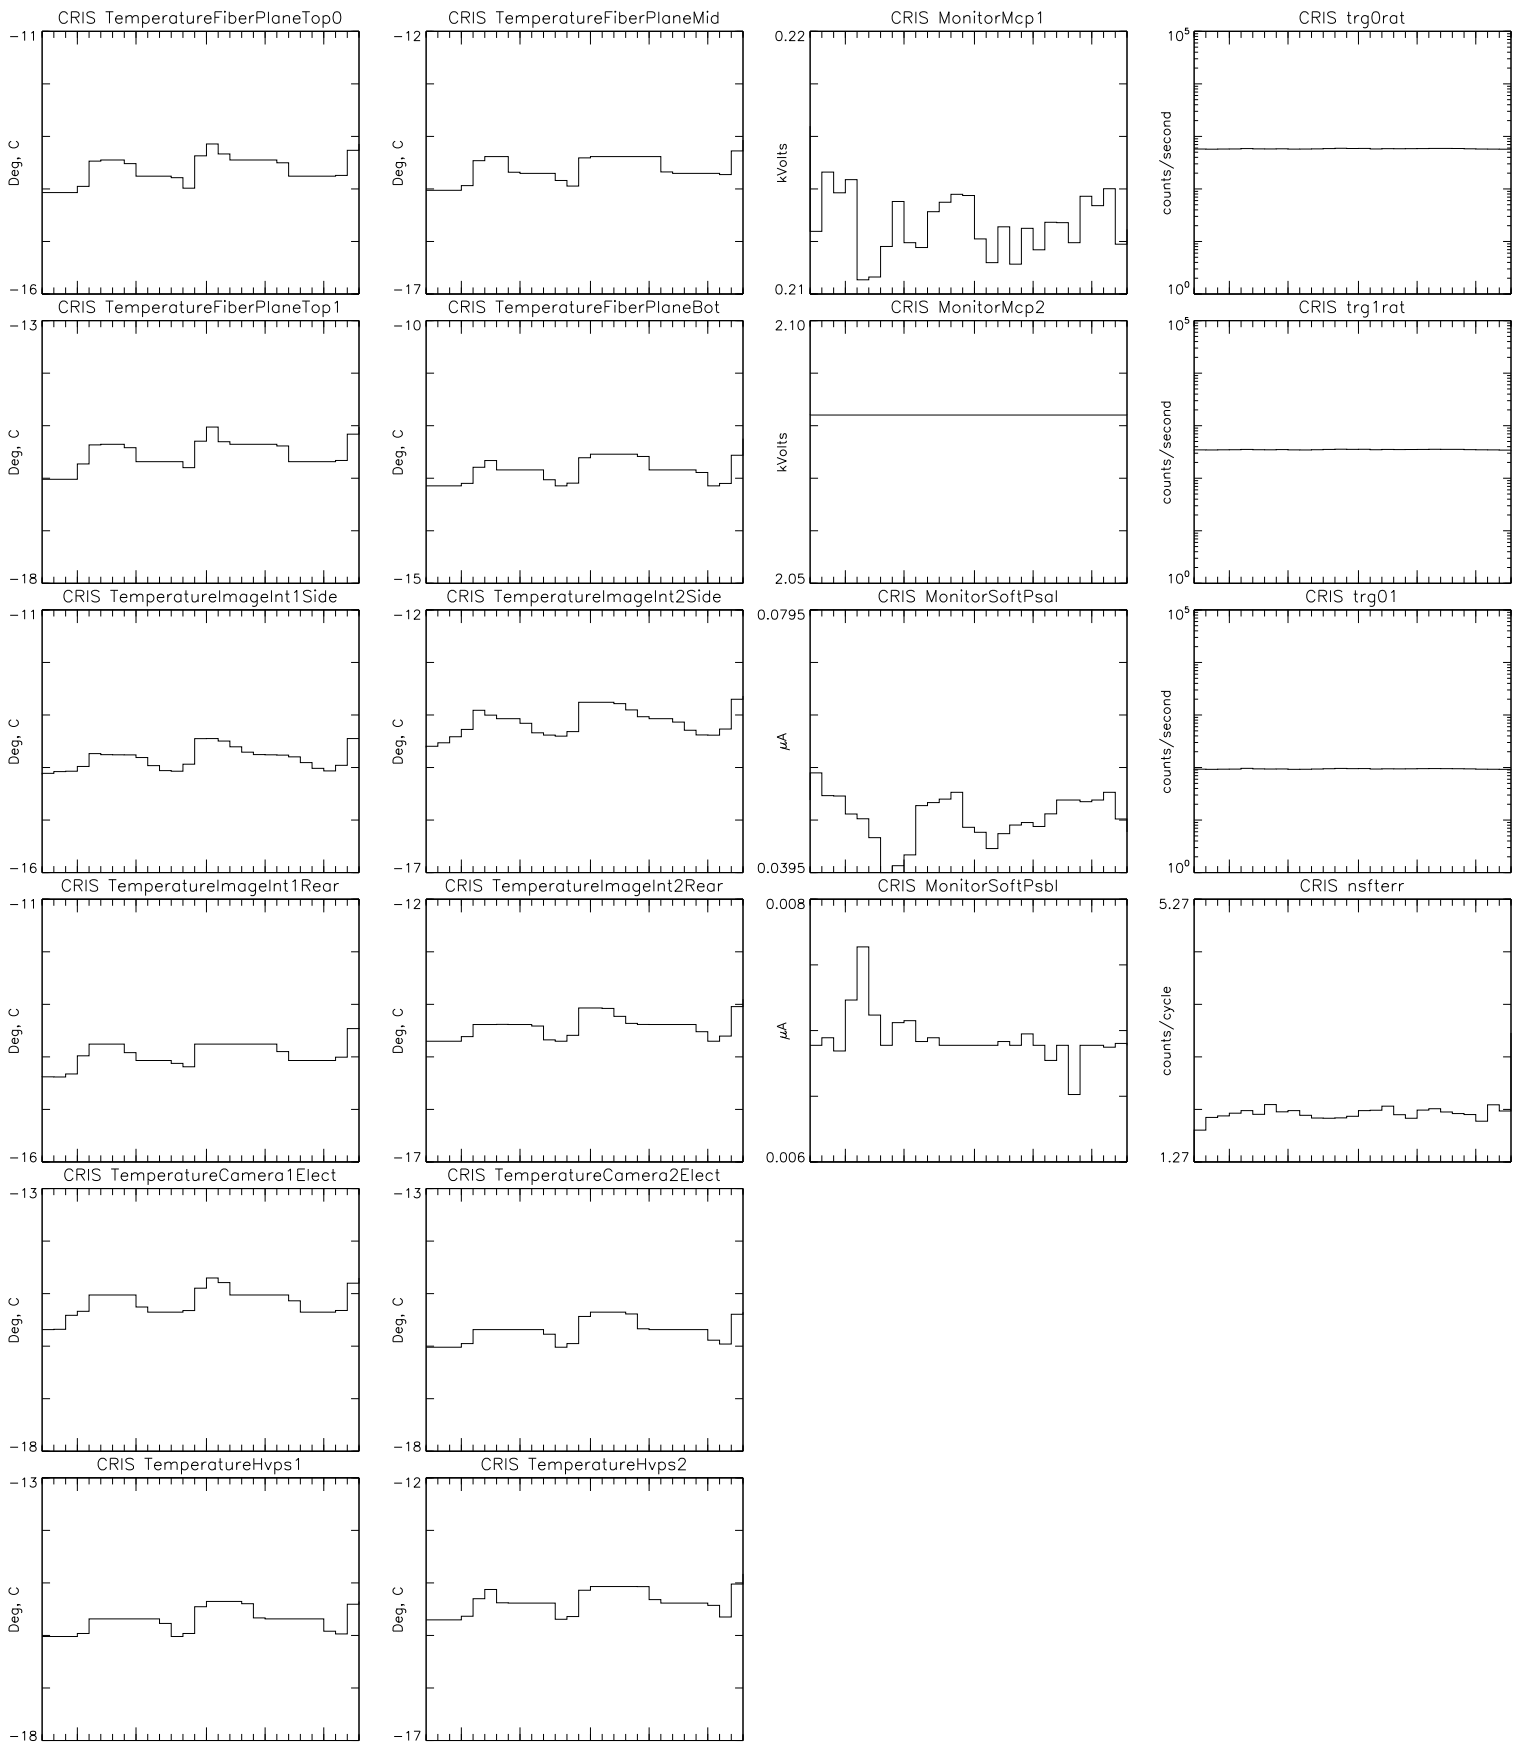 CRIS TemperatureFiberPlaneTop0
-11
Deg, C
-16
CRIS TemperatureFiberPlaneMid
-12
Deg, C
-17
CRIS MonitorMcp1
0.22
kVolts
0.21
CRIS trg0rat
10^5
counts/second
10^0
CRIS TemperatureFiberPlaneTop1
-13
Deg, C
-18
CRIS TemperatureFiberPlaneBot
-10
Deg, C
-15
CRIS MonitorMcp2
2.10
kVolts
2.05
CRIS trg1rat
10^5
counts/second
10^0
CRIS TemperatureImageInt1Side
-11
Deg, C
-16
CRIS TemperatureImageInt2Side
-12
Deg, C
-17
CRIS MonitorSoftPsaI
0.0795
μA
0.0395
CRIS trg01
10^5
counts/second
10^0
CRIS TemperatureImageInt1Rear
-11
Deg, C
-16
CRIS TemperatureImageInt2Rear
-12
Deg, C
-17
CRIS MonitorSoftPsbI
0.008
μA
0.006
CRIS nsfterr
5.27
counts/cycle
1.27
CRIS TemperatureCamera1Elect
-13
Deg, C
-18
CRIS TemperatureCamera2Elect
-13
Deg, C
-18
CRIS TemperatureHvps1
-13
Deg, C
-18
CRIS TemperatureHvps2
-12
Deg, C
-17